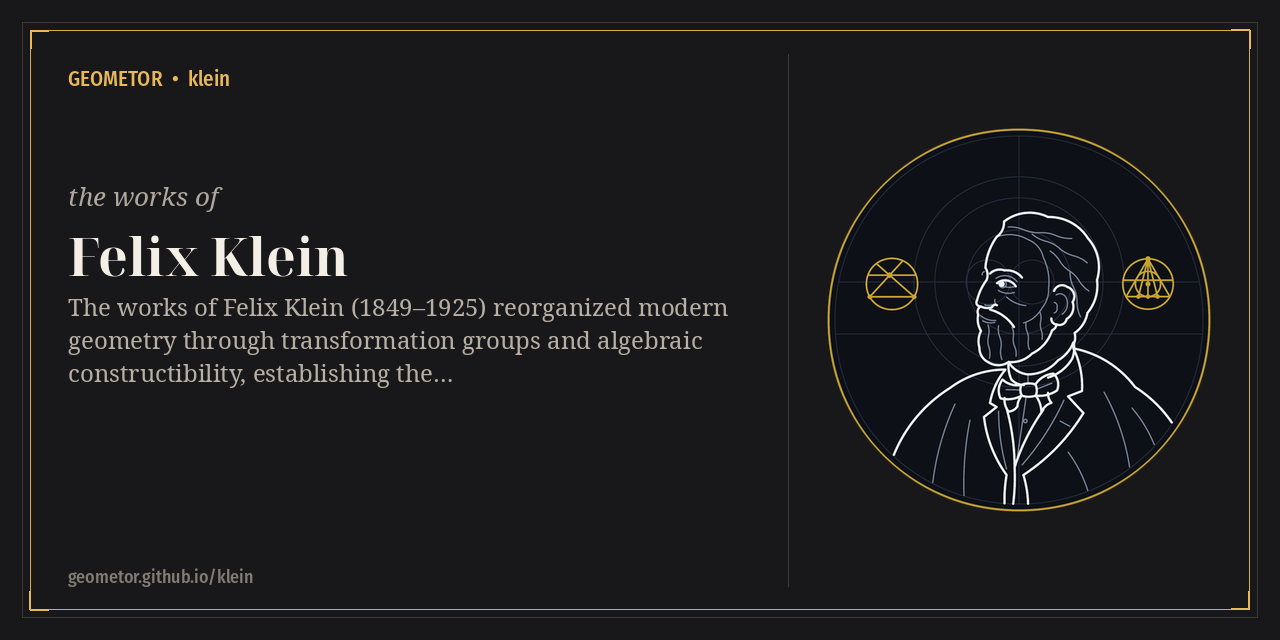 GEOMETOR • klein
the works of
Felix Klein
The works of Felix Klein (1849–1925) reorganized modern
geometry through transformation groups and algebraic
constructibility, establishing the…
geometor.github.io/klein